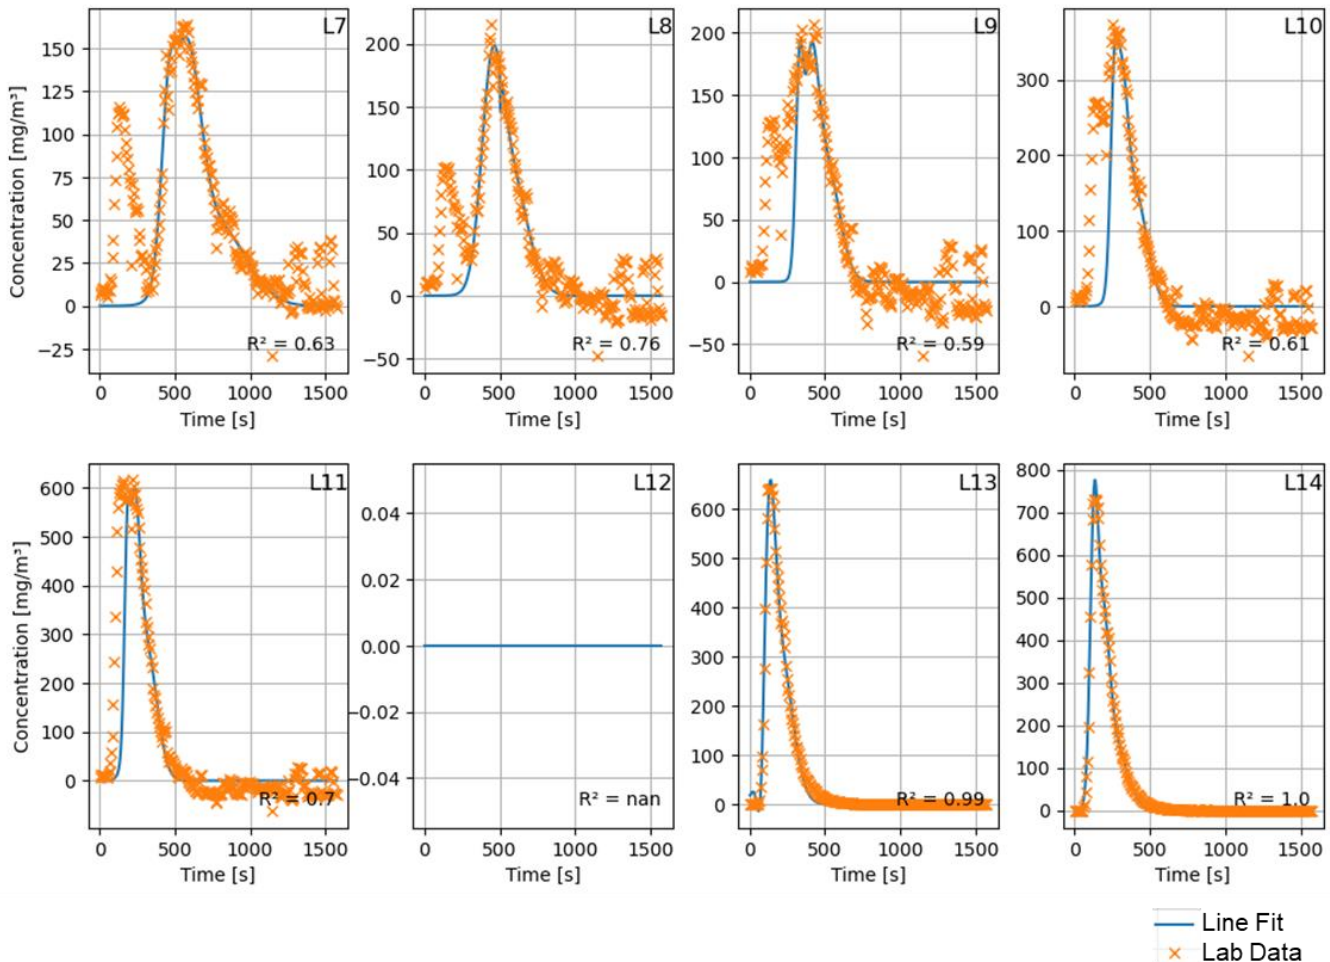 L7
150
125
100
75
50
25
0
−25
Concentration [mg/m³]
R² = 0.63
0 500 1000 1500
Time [s]
L8
200
150
100
50
0
−50
R² = 0.76
0 500 1000 1500
Time [s]
L9
200
150
100
50
0
−50
R² = 0.59
0 500 1000 1500
Time [s]
L10
300
200
100
0
R² = 0.61
0 500 1000 1500
Time [s]
L11
600
500
400
300
200
100
0
Concentration [mg/m³]
R² = 0.7
0 500 1000 1500
Time [s]
L12
0.04
0.02
0.00
−0.02
−0.04
R² = nan
0 500 1000 1500
Time [s]
L13
600
500
400
300
200
100
0
R² = 0.99
0 500 1000 1500
Time [s]
L14
800
700
600
500
400
300
200
100
0
R² = 1.0
0 500 1000 1500
Time [s]
Line Fit
Lab Data